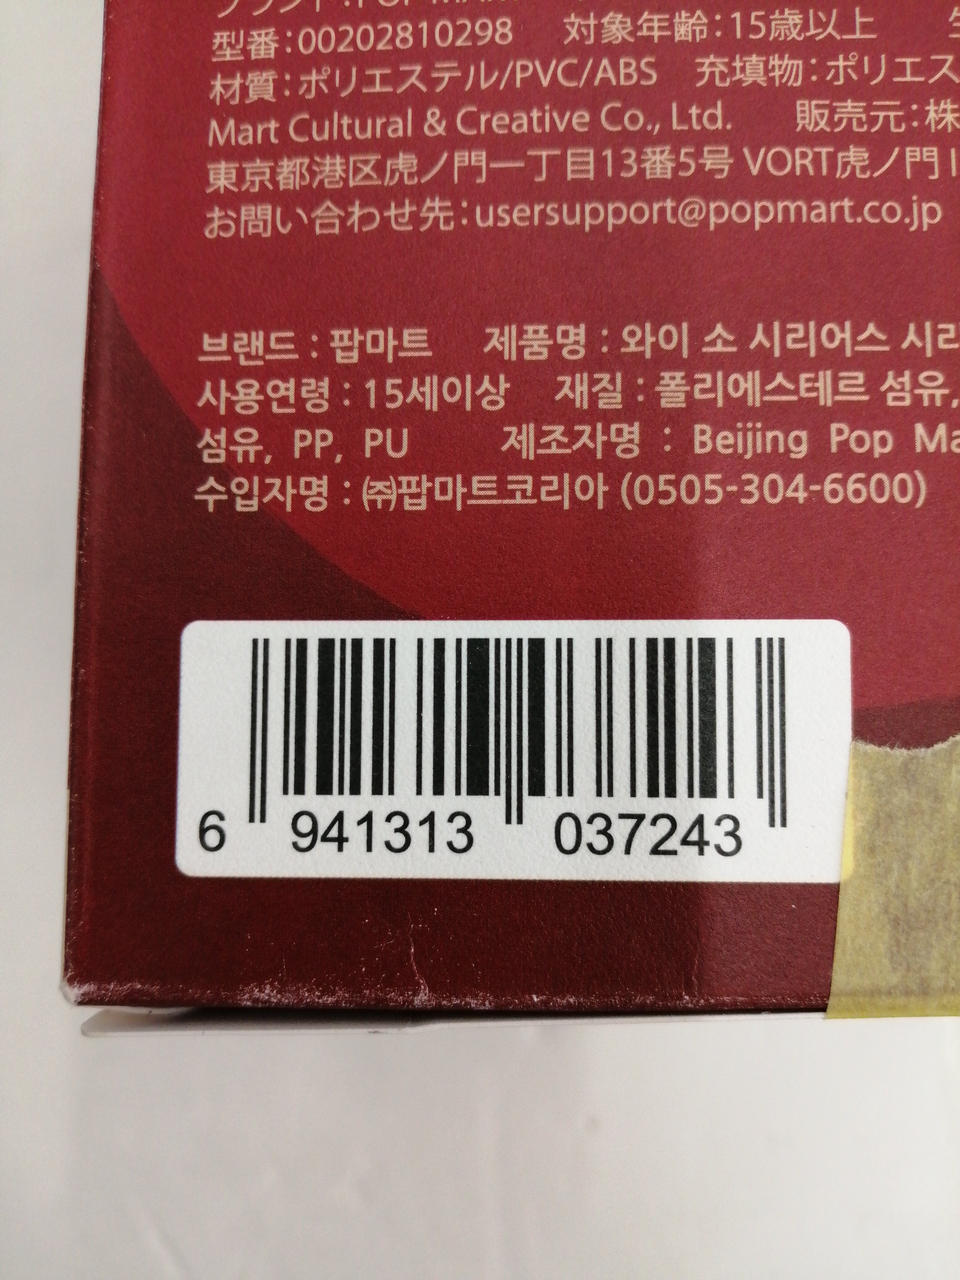 ブランド：POP MART
型番：00202810298 対象年齢：15歳以上
材質：ポリエステル/PVC/ABS 充填物：ポリエス
Mart Cultural & Creative Co., Ltd. 販売元：株
東京都港区虎ノ門一丁目13番5号 VORT虎ノ門
お問い合わせ先：usersupport@popmart.co.jp
브랜드 : 팝마트 제품명 : 와이 소 시리어스 시리
사용연령 : 15세이상 재질 : 폴리에스테르 섬유,
섬유, PP, PU 제조자명 : Beijing Pop Ma
수입자명 : ㈜팝마트코리아 (0505-304-6600)
6 941313 037243